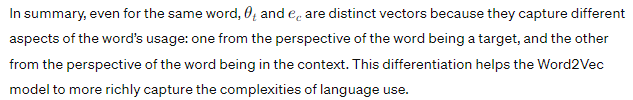 In summary, even for the same word, θₜ and e꜀ are distinct vectors because they capture different
aspects of the word's usage: one from the perspective of the word being a target, and the other
from the perspective of the word being in the context. This differentiation helps the Word2Vec
model to more richly capture the complexities of language use.